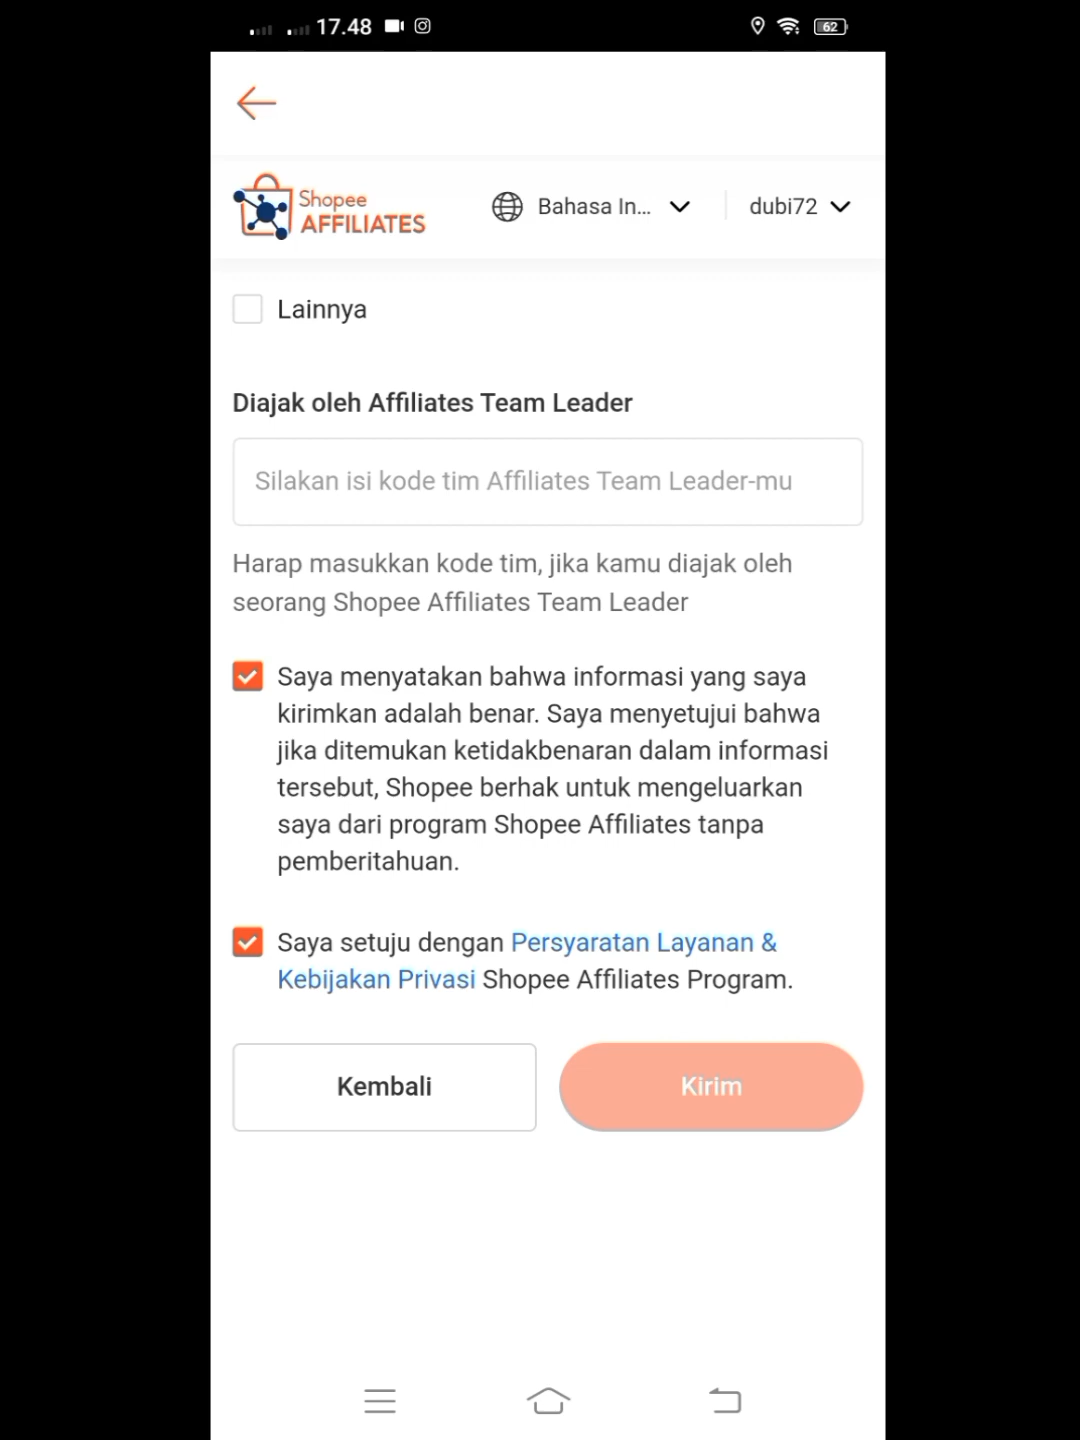 17.48
62
Shopee
AFFILIATES
Bahasa In...
dubi72
Lainnya
Diajak oleh Affiliates Team Leader
Silakan isi kode tim Affiliates Team Leader-mu
Harap masukkan kode tim, jika kamu diajak oleh
seorang Shopee Affiliates Team Leader
Saya menyatakan bahwa informasi yang saya
kirimkan adalah benar. Saya menyetujui bahwa
jika ditemukan ketidakbenaran dalam informasi
tersebut, Shopee berhak untuk mengeluarkan
saya dari program Shopee Affiliates tanpa
pemberitahuan.
Saya setuju dengan Persyaratan Layanan &
Kebijakan Privasi Shopee Affiliates Program.
Kembali
Kirim